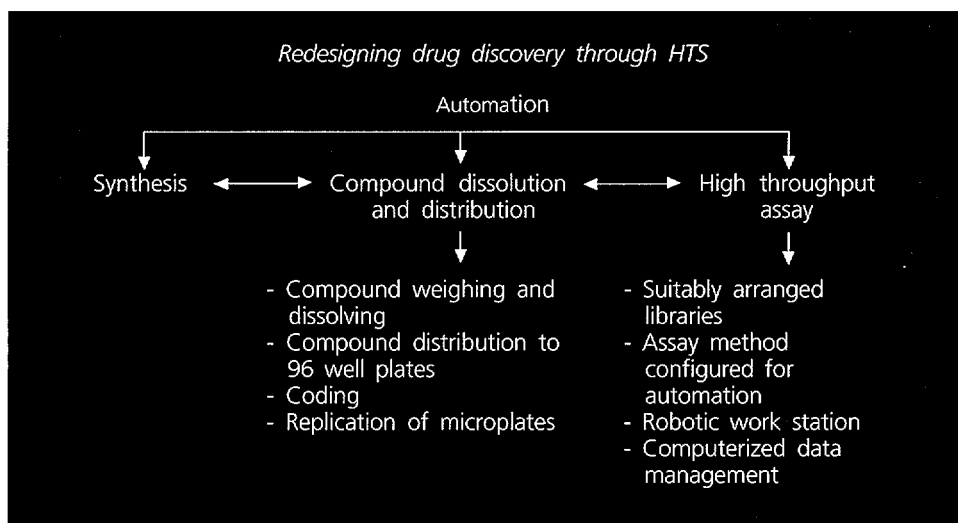 Redesigning drug discovery through HTS
Automation
Synthesis
Compound dissolution
and distribution
High throughput
assay
- Compound weighing and
dissolving
- Compound distribution to
96 well plates
- Coding
- Replication of microplates
- Suitably arranged
libraries
- Assay method
configured for
automation
- Robotic work station
- Computerized data
management